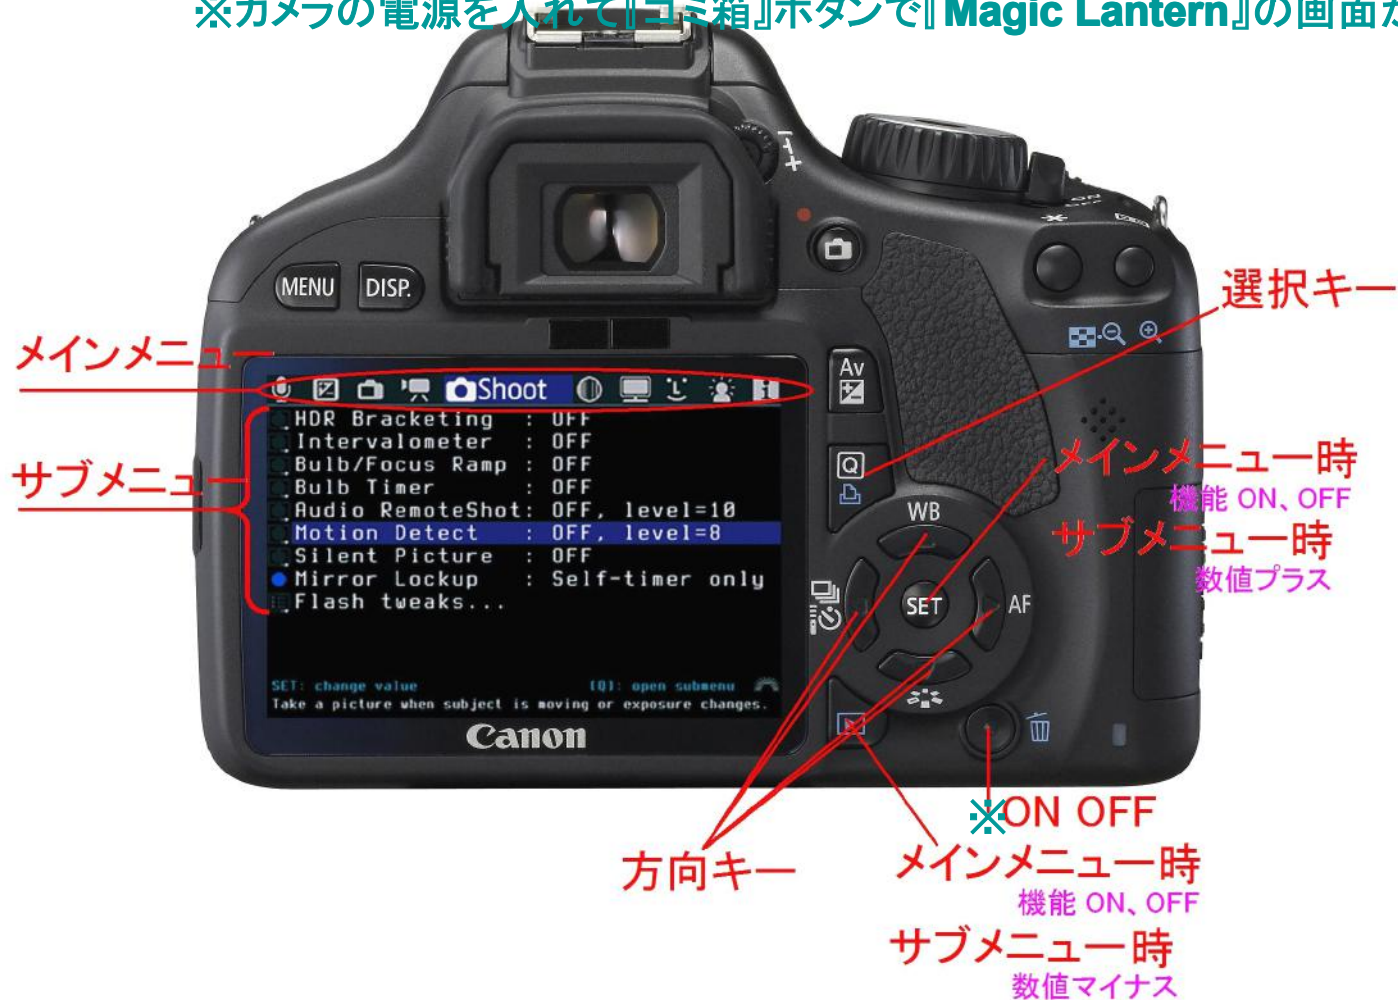 ※カメラの電源を入れて『ゴミ箱』ボタンで『Magic Lantern』の画面が
MENU
DISP.
選択キー
メインメニュー
Shoot
HDR Bracketing : OFF
Intervalometer : OFF
Bulb/Focus Ramp : OFF
Bulb Timer : OFF
Audio RemoteShot: OFF, level=10
Motion Detect : OFF, level=8
Silent Picture : OFF
Mirror Lockup : Self-timer only
Flash tweaks...
SET: change value
[Q]: open submenu
Take a picture when subject is moving or exposure changes.
Canon
サブメニュー
Av
Q
WB
SET
AF
ON
OFF
メインメニュー時
機能 ON、OFF
サブメニュー時
数値プラス
方向キー
※ON OFF
メインメニュー時
機能 ON、OFF
サブメニュー時
数値マイナス